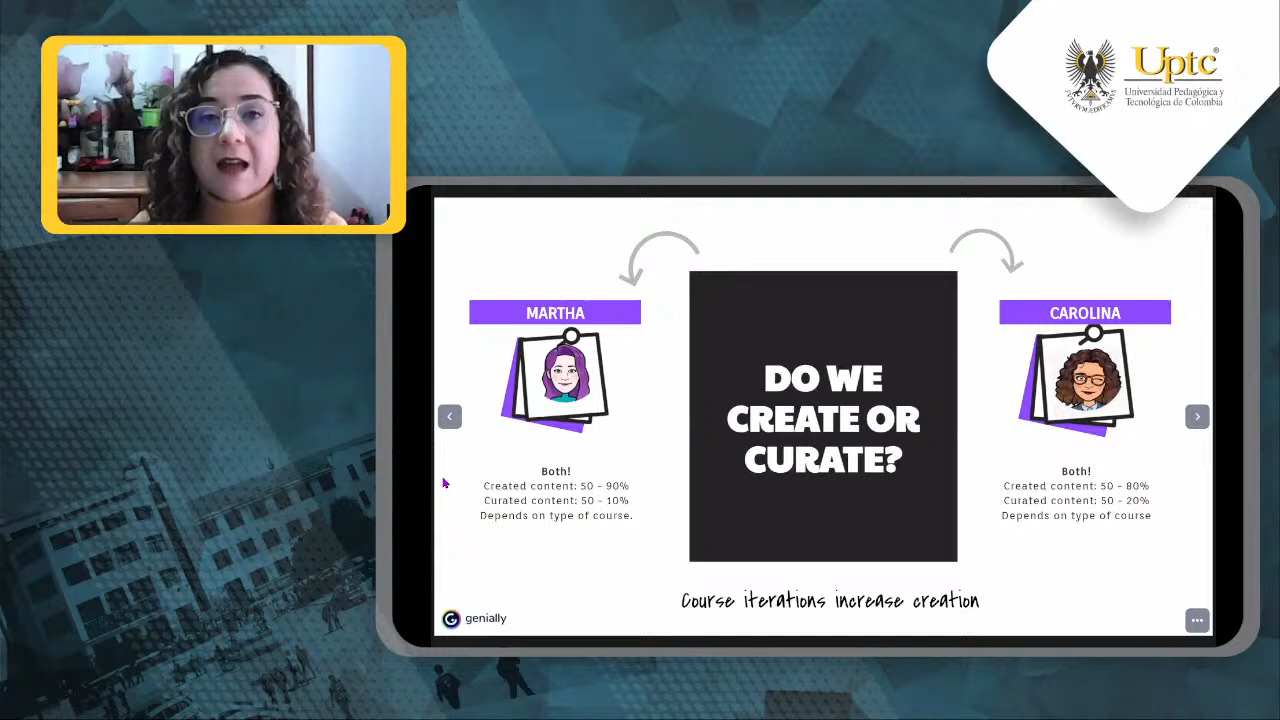 Uptc®
Universidad Pedagógica y
Tecnológica de Colombia
MARTHA
Both!
Created content: 50 - 90%
Curated content: 50 - 10%
Depends on type of course.
DO WE
CREATE OR
CURATE?
CAROLINA
Both!
Created content: 50 - 80%
Curated content: 50 - 20%
Depends on type of course
Course iterations increase creation
genially